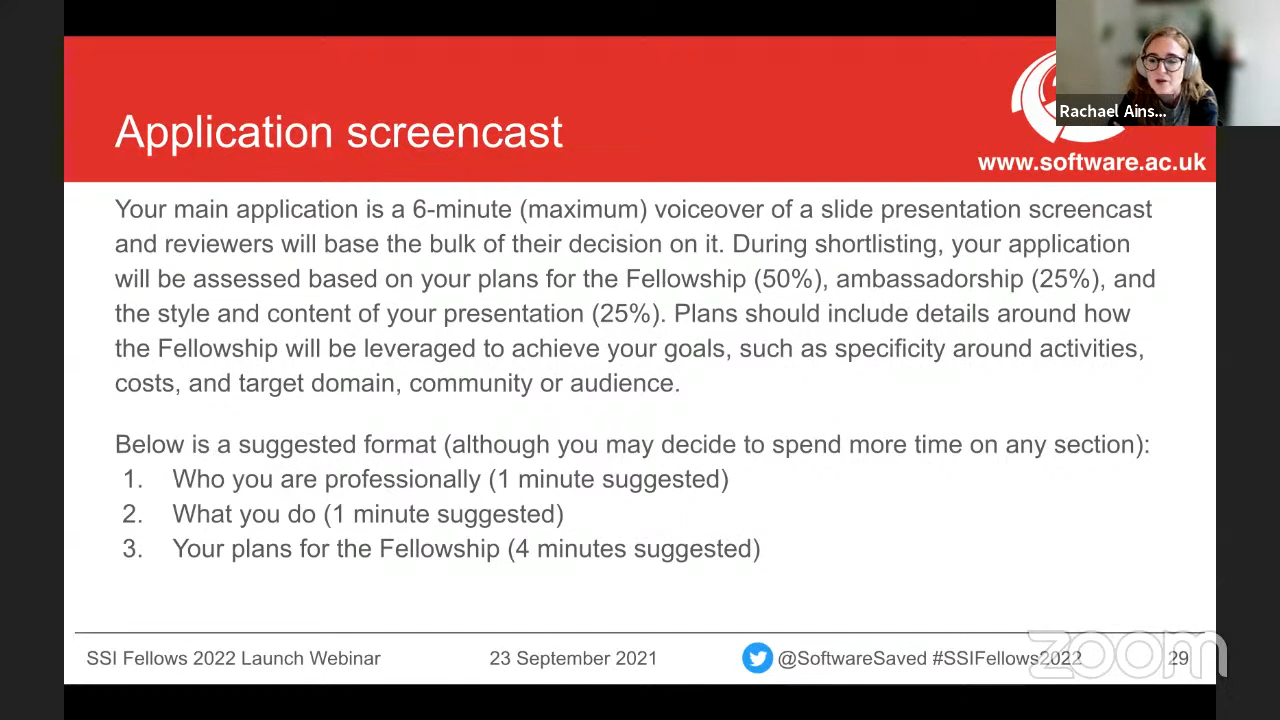 Rachael Ains...
Application screencast
www.software.ac.uk
Your main application is a 6-minute (maximum) voiceover of a slide presentation screencast
and reviewers will base the bulk of their decision on it. During shortlisting, your application
will be assessed based on your plans for the Fellowship (50%), ambassadorship (25%), and
the style and content of your presentation (25%). Plans should include details around how
the Fellowship will be leveraged to achieve your goals, such as specificity around activities,
costs, and target domain, community or audience.
Below is a suggested format (although you may decide to spend more time on any section):
1. Who you are professionally (1 minute suggested)
2. What you do (1 minute suggested)
3. Your plans for the Fellowship (4 minutes suggested)
SSI Fellows 2022 Launch Webinar
23 September 2021
@SoftwareSaved #SSIFellows2022
29
zoom